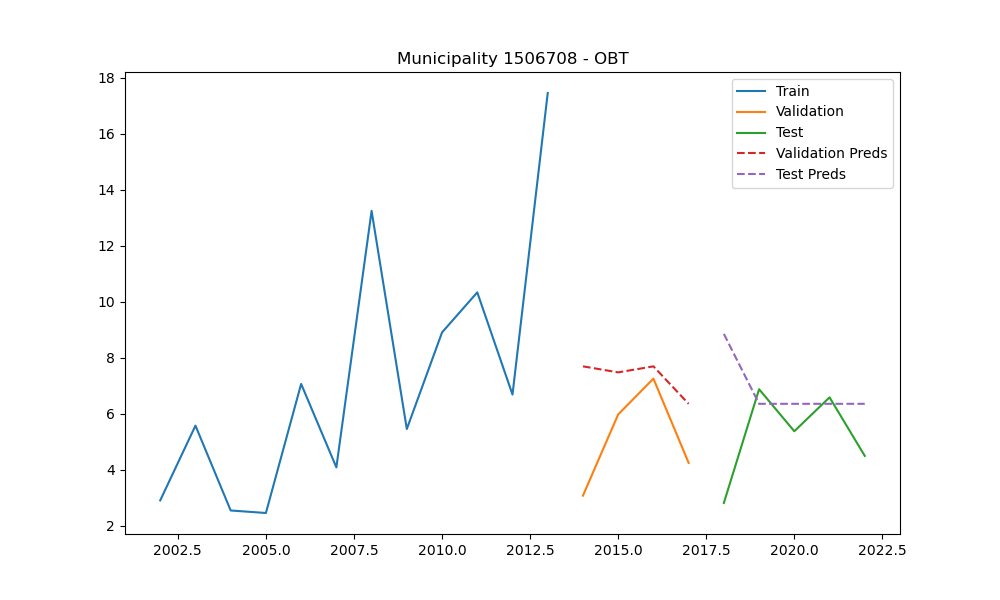 Municipality 1506708 - OBT
18
16
14
12
10
8
6
4
2
Train
Validation
Test
Validation Preds
Test Preds
2002.5 2005.0 2007.5 2010.0 2012.5 2015.0 2017.5 2020.0 2022.5